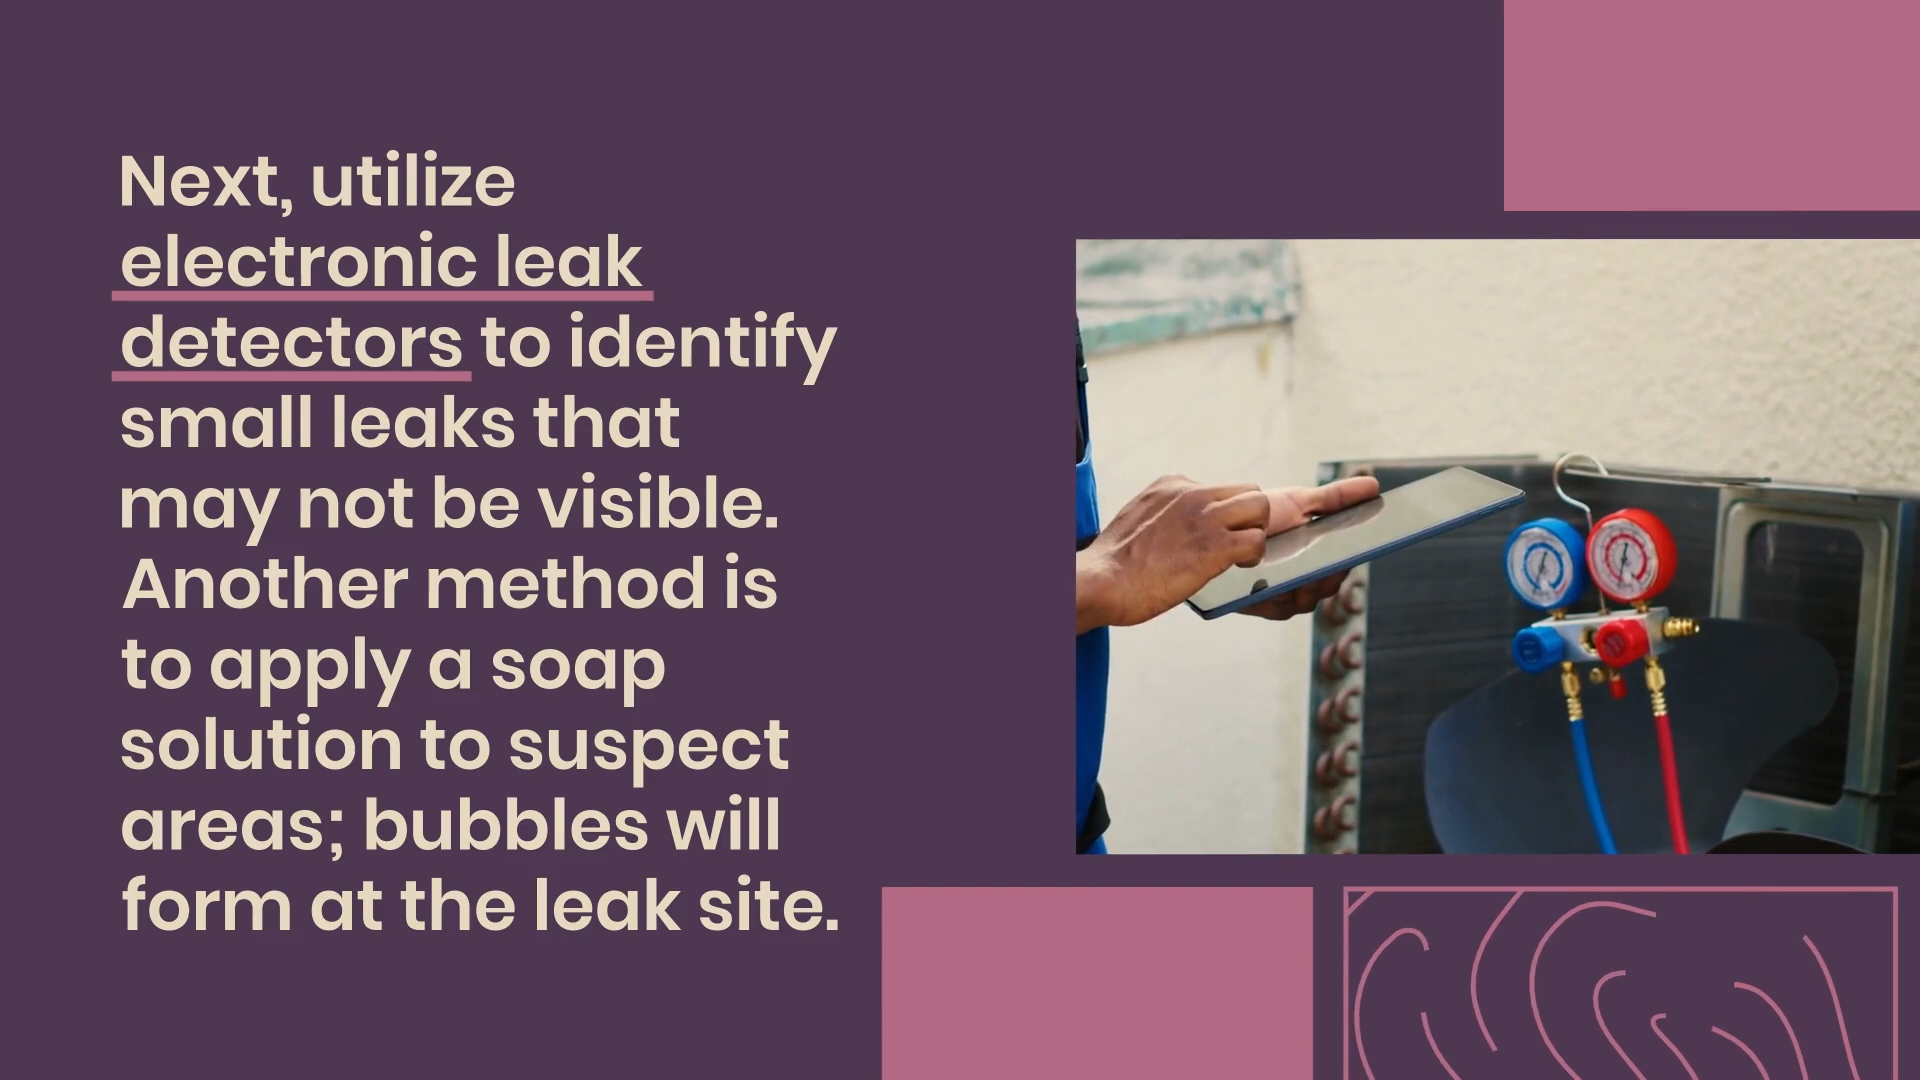 Next, utilize
electronic leak
detectors to identify
small leaks that
may not be visible.
Another method is
to apply a soap
solution to suspect
areas; bubbles will
form at the leak site.